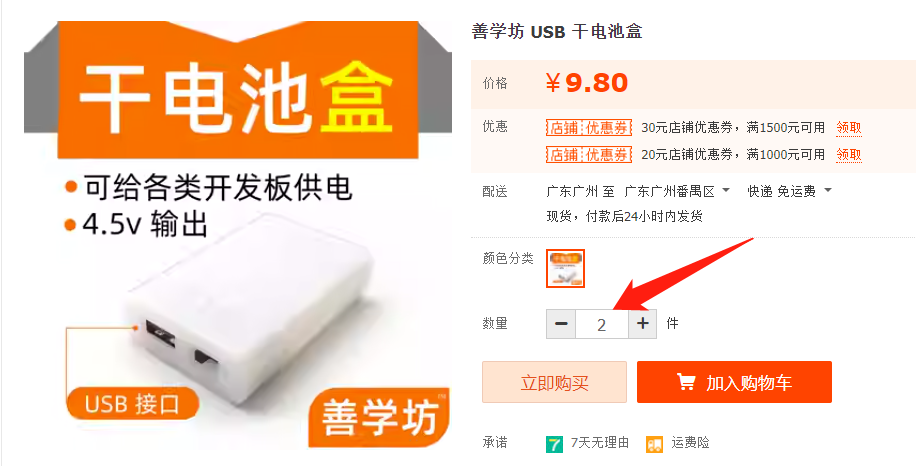 干电池盒
可给各类开发板供电
4.5v 输出
USB 接口
善学坊
善学坊 USB 干电池盒
价格 ￥9.80
优惠 店铺 优惠券 30元店铺优惠券，满1500元可用 领取
店铺 优惠券 20元店铺优惠券，满1000元可用 领取
配送 广东广州 至 广东广州番禺区 快递 免运费
现货，付款后24小时内发货
颜色分类 干电池盒
数量 − 2 + 件
立即购买 加入购物车
承诺 7 7天无理由 运费险